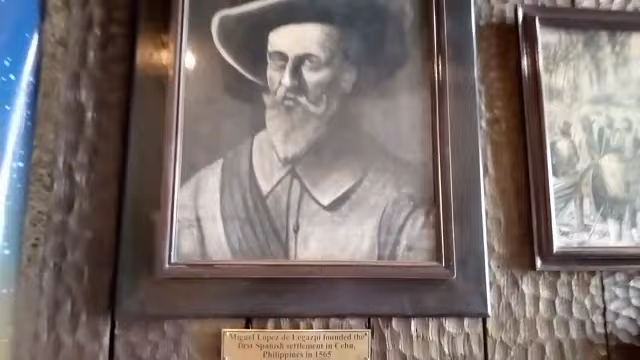 Miguel Lopez de Legazpi founded the
first Spanish settlement in Cebu,
Philippines in 1565